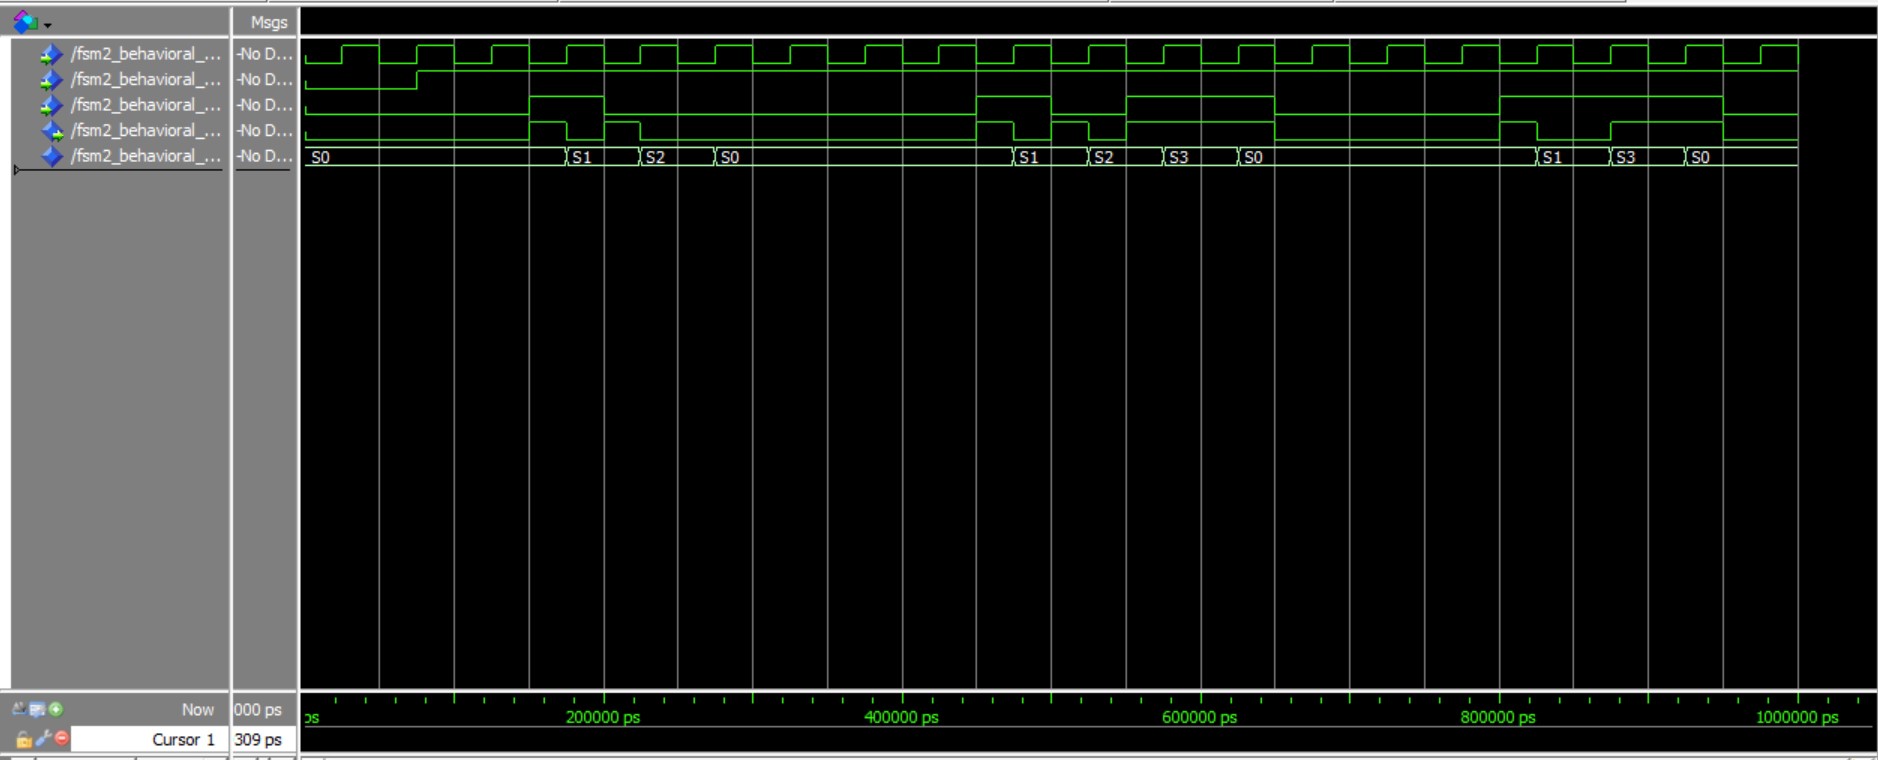 Msgs
/fsm2_behavioral_... -No D...
/fsm2_behavioral_... -No D...
/fsm2_behavioral_... -No D...
/fsm2_behavioral_... -No D...
/fsm2_behavioral_... -No D... S0 S1 S2 S0 S1 S2 S3 S0 S1 S3 S0
Now 000 ps ps 200000 ps 400000 ps 600000 ps 800000 ps 1000000 ps
Cursor 1 309 ps